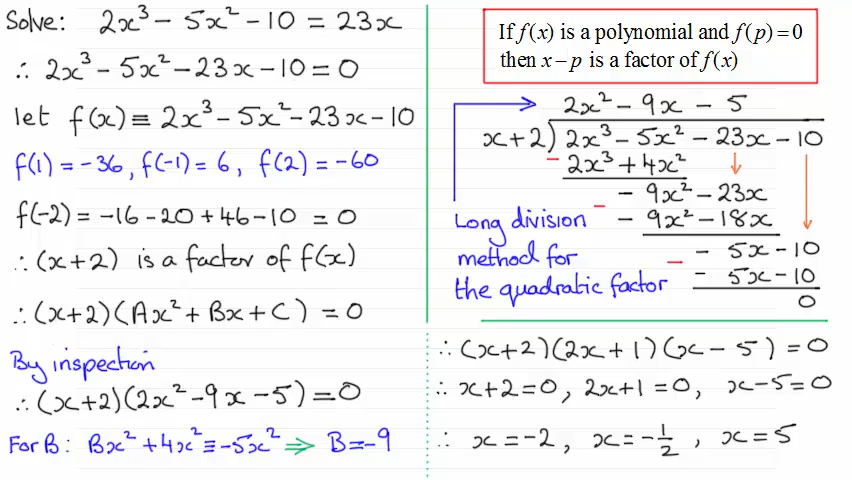 Solve: 2x³ − 5x² − 10 = 23x
∴ 2x³ − 5x² − 23x − 10 = 0
let f(x) ≡ 2x³ − 5x² − 23x − 10
f(1) = −36, f(−1) = 6, f(2) = −60
f(−2) = −16 − 20 + 46 − 10 = 0
∴ (x+2) is a factor of f(x)
∴ (x+2)(Ax² + Bx + C) = 0
By inspection
∴ (x+2)(2x² − 9x − 5) = 0
For B: Bx² + 4x² ≡ −5x² ⇒ B = −9
If f(x) is a polynomial and f(p) = 0
then x − p is a factor of f(x)
2x² − 9x − 5
x + 2) 2x³ − 5x² − 23x − 10
− 2x³ + 4x²
− 9x² − 23x
− − 9x² − 18x
− 5x − 10
− − 5x − 10
0
Long division
method for
the quadratic factor
∴ (x+2)(2x+1)(x−5) = 0
∴ x+2=0, 2x+1=0, x−5=0
∴ x = −2, x = −1/2, x = 5